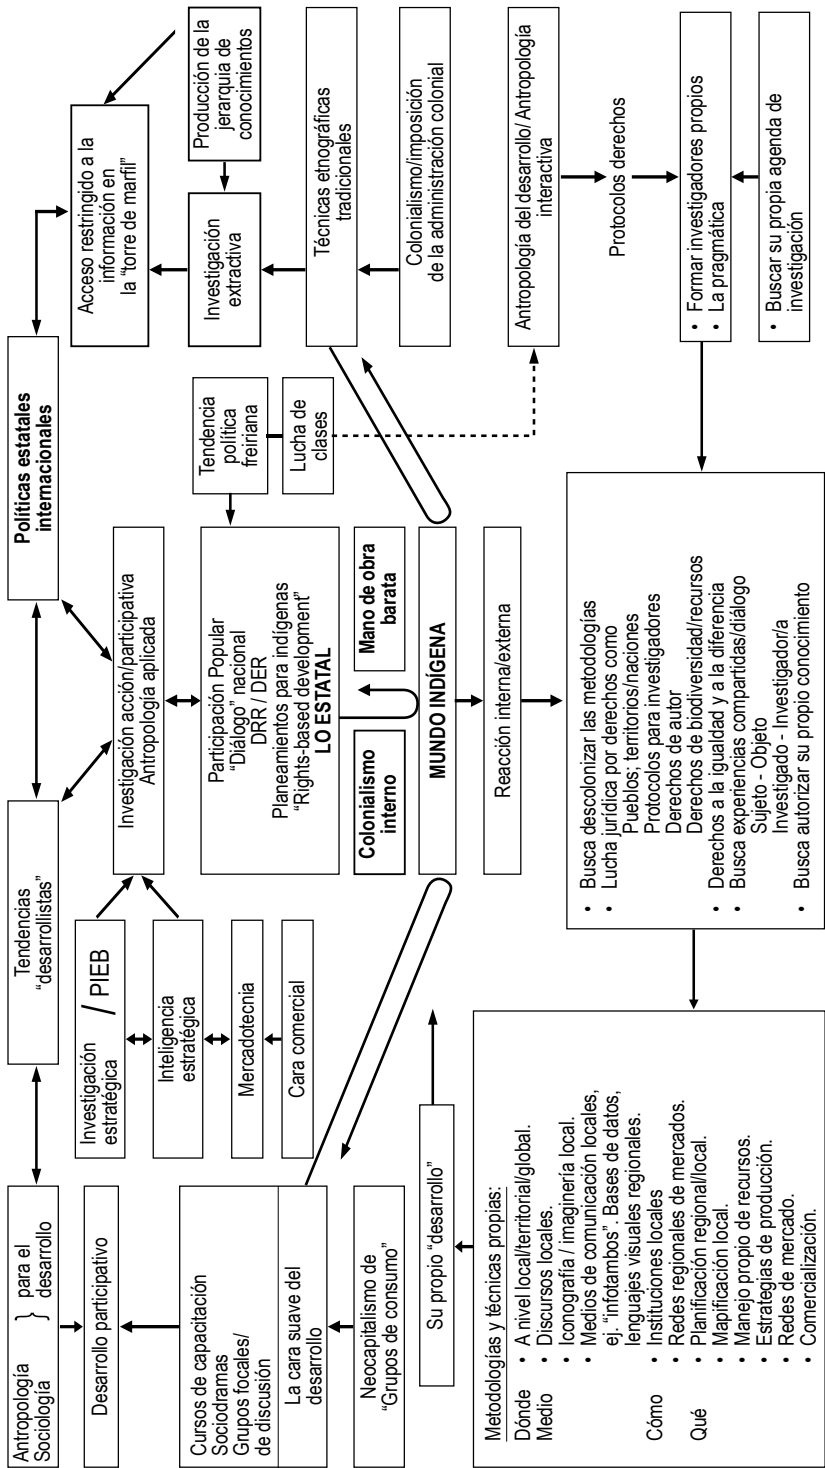 Antropología
Sociología
} para el
desarrollo
Tendencias
“desarrollistas”
Políticas estatales
internacionales
Acceso restringido a la
información en
la “torre de marfil”
Desarrollo participativo
Investigación
estratégica
/ PIEB
Inteligencia
estratégica
Mercadotecnia
Cara comercial
Investigación acción/participativa
Antropología aplicada
Investigación
extractiva
Producción de la
jerarquía de
conocimientos
Cursos de capacitación
Sociodramas
Grupos focales/
de discusión
La cara suave del
desarrollo
Participación Popular
“Diálogo” nacional
DRR / DER
Planeamientos para indígenas
“Rights-based development”
LO ESTATAL
Tendencia
política
freiriana
Lucha de
clases
Técnicas etnográficas
tradicionales
Neocapitalismo de
“Grupos de consumo”
Colonialismo
interno
Mano de obra
barata
Colonialismo/imposición
de la administración colonial
MUNDO INDÍGENA
Su propio “desarrollo”
Reacción interna/externa
Antropología del desarrollo/ Antropología
interactiva
Protocolos derechos
Metodologías y técnicas propias:
Dónde • A nivel local/territorial/global.
Medio • Discursos locales.
• Iconografía / imaginería local.
• Medios de comunicación locales,
ej. “infotambos”. Bases de datos,
lenguajes visuales regionales.
Cómo • Instituciones locales
• Redes regionales de mercados.
Qué • Planificación regional/local.
• Mapificación local.
• Manejo propio de recursos.
• Estrategias de producción.
• Redes de mercado.
• Comercialización.
• Busca descolonizar las metodologías
• Lucha jurídica por derechos como
Pueblos; territorios/naciones
Protocolos para investigadores
Derechos de autor
Derechos de biodiversidad/recursos
• Derechos a la igualdad y a la diferencia
• Busca experiencias compartidas/diálogo
Sujeto - Objeto
Investigado - Investigador/a
• Busca autorizar su propio conocimiento
• Formar investigadores propios
• La pragmática
• Buscar su propia agenda de
investigación